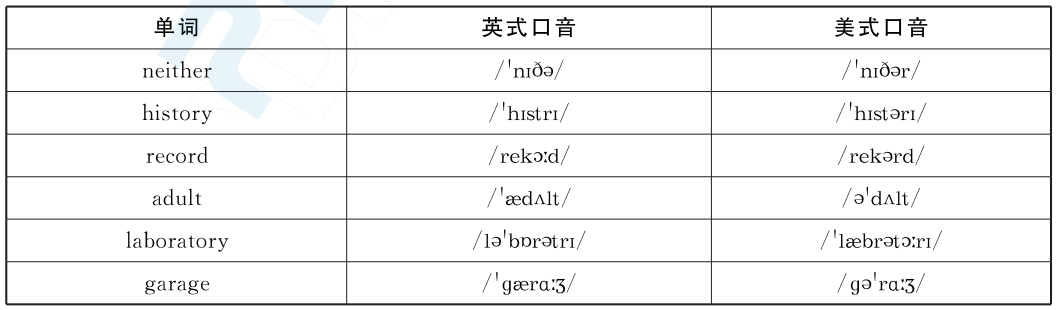 单词 英式口音 美式口音
neither /ˈnɪðə/ /ˈnɪðər/
history /ˈhɪstrɪ/ /ˈhɪstərɪ/
record /rekɔːd/ /rekərd/
adult /ˈædʌlt/ /əˈdʌlt/
laboratory /ləˈbɒrətrɪ/ /ˈlæbrətɔːrɪ/
garage /ˈɡærɑːʒ/ /ɡəˈrɑːʒ/